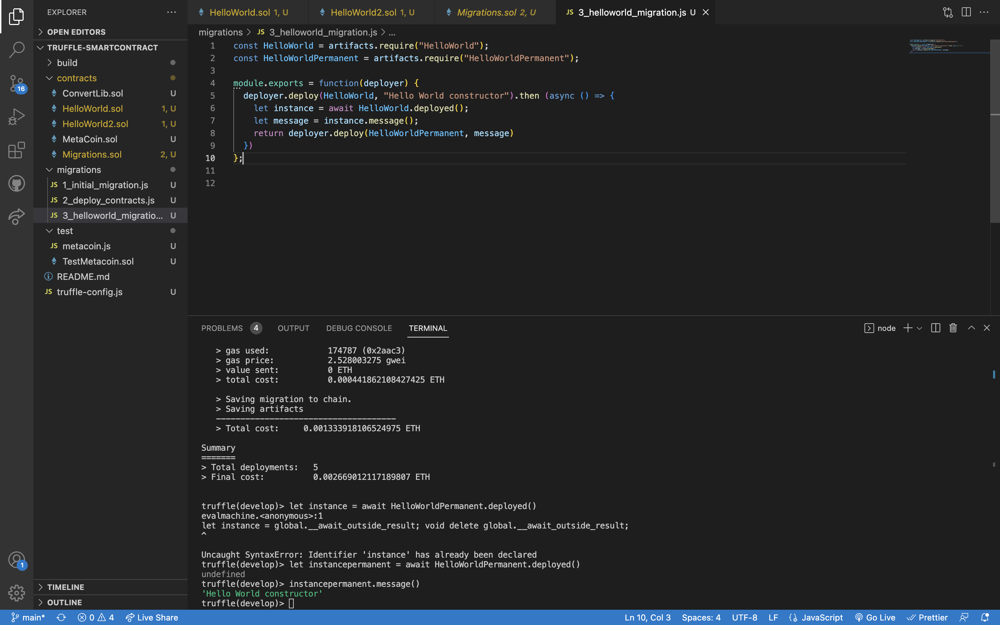 EXPLORER
OPEN EDITORS
TRUFFLE-SMARTCONTRACT
build
contracts
ConvertLib.sol U
HelloWorld.sol 1, U
HelloWorld2.sol 1, U
MetaCoin.sol U
Migrations.sol 2, U
migrations
JS 1_initial_migration.js U
JS 2_deploy_contracts.js U
JS 3_helloworld_migratio... U
test
JS metacoin.js U
TestMetacoin.sol U
README.md
JS truffle-config.js U
16
1
TIMELINE
OUTLINE
HelloWorld.sol 1, U
HelloWorld2.sol 1, U
Migrations.sol 2, U
JS 3_helloworld_migration.js U
migrations > JS 3_helloworld_migration.js > ...
1 const HelloWorld = artifacts.require("HelloWorld");
2 const HelloWorldPermanent = artifacts.require("HelloWorldPermanent");
3
4 module.exports = function(deployer) {
5 deployer.deploy(HelloWorld, "Hello World constructor").then (async () => {
6 let instance = await HelloWorld.deployed();
7 let message = instance.message();
8 return deployer.deploy(HelloWorldPermanent, message)
9 })
10 };
11
12
PROBLEMS 4 OUTPUT DEBUG CONSOLE TERMINAL
node
> gas used: 174787 (0x2aac3)
> gas price: 2.528003275 gwei
> value sent: 0 ETH
> total cost: 0.000441862108427425 ETH
> Saving migration to chain.
> Saving artifacts
-------------------------------------
> Total cost: 0.001333918106524975 ETH
Summary
=======
> Total deployments: 5
> Final cost: 0.002669012117189807 ETH
truffle(develop)> let instance = await HelloWorldPermanent.deployed()
evalmachine.<anonymous>:1
let instance = global.__await_outside_result; void delete global.__await_outside_result;
^
Uncaught SyntaxError: Identifier 'instance' has already been declared
truffle(develop)> let instancepermanent = await HelloWorldPermanent.deployed()
undefined
truffle(develop)> instancepermanent.message()
'Hello World constructor'
truffle(develop)>
main* 0 4 Live Share Ln 10, Col 3 Spaces: 4 UTF-8 LF JavaScript Go Live Prettier